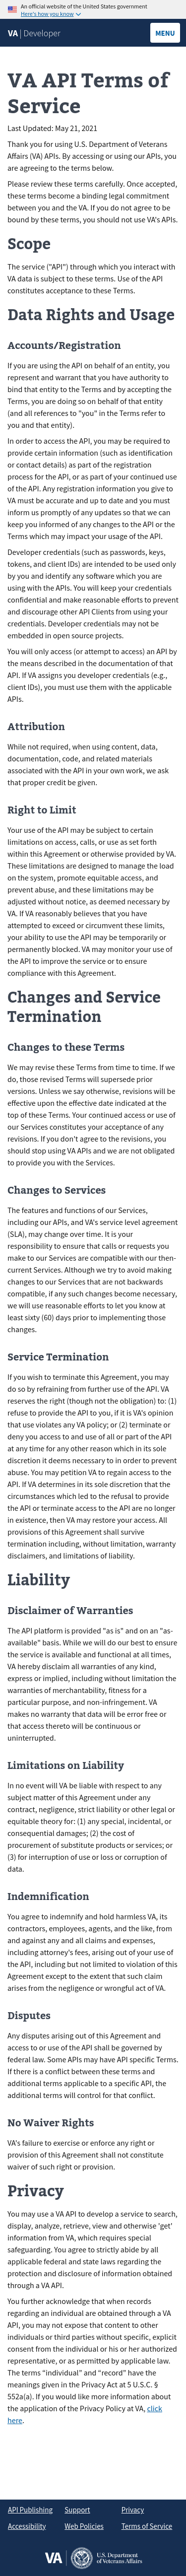 An official website of the United States government
Here's how you know
VA | Developer
MENU
VA API Terms of
Service
Last Updated: May 21, 2021
Thank you for using U.S. Department of Veterans
Affairs (VA) APIs. By accessing or using our APIs, you
are agreeing to the terms below.
Please review these terms carefully. Once accepted,
these terms become a binding legal commitment
between you and the VA. If you do not agree to be
bound by these terms, you should not use VA's APIs.
Scope
The service ("API") through which you interact with
VA data is subject to these terms. Use of the API
constitutes acceptance to these Terms.
Data Rights and Usage
Accounts/Registration
If you are using the API on behalf of an entity, you
represent and warrant that you have authority to
bind that entity to the Terms and by accepting the
Terms, you are doing so on behalf of that entity
(and all references to "you" in the Terms refer to
you and that entity).
In order to access the API, you may be required to
provide certain information (such as identification
or contact details) as part of the registration
process for the API, or as part of your continued use
of the API. Any registration information you give to
VA must be accurate and up to date and you must
inform us promptly of any updates so that we can
keep you informed of any changes to the API or the
Terms which may impact your usage of the API.
Developer credentials (such as passwords, keys,
tokens, and client IDs) are intended to be used only
by you and identify any software which you are
using with the APIs. You will keep your credentials
confidential and make reasonable efforts to prevent
and discourage other API Clients from using your
credentials. Developer credentials may not be
embedded in open source projects.
You will only access (or attempt to access) an API by
the means described in the documentation of that
API. If VA assigns you developer credentials (e.g.,
client IDs), you must use them with the applicable
APIs.
Attribution
While not required, when using content, data,
documentation, code, and related materials
associated with the API in your own work, we ask
that proper credit be given.
Right to Limit
Your use of the API may be subject to certain
limitations on access, calls, or use as set forth
within this Agreement or otherwise provided by VA.
These limitations are designed to manage the load
on the system, promote equitable access, and
prevent abuse, and these limitations may be
adjusted without notice, as deemed necessary by
VA. If VA reasonably believes that you have
attempted to exceed or circumvent these limits,
your ability to use the API may be temporarily or
permanently blocked. VA may monitor your use of
the API to improve the service or to ensure
compliance with this Agreement.
Changes and Service
Termination
Changes to these Terms
We may revise these Terms from time to time. If we
do, those revised Terms will supersede prior
versions. Unless we say otherwise, revisions will be
effective upon the effective date indicated at the
top of these Terms. Your continued access or use of
our Services constitutes your acceptance of any
revisions. If you don't agree to the revisions, you
should stop using VA APIs and we are not obligated
to provide you with the Services.
Changes to Services
The features and functions of our Services,
including our APIs, and VA's service level agreement
(SLA), may change over time. It is your
responsibility to ensure that calls or requests you
make to our Services are compatible with our then-
current Services. Although we try to avoid making
changes to our Services that are not backwards
compatible, if any such changes become necessary,
we will use reasonable efforts to let you know at
least sixty (60) days prior to implementing those
changes.
Service Termination
If you wish to terminate this Agreement, you may
do so by refraining from further use of the API. VA
reserves the right (though not the obligation) to: (1)
refuse to provide the API to you, if it is VA's opinion
that use violates any VA policy; or (2) terminate or
deny you access to and use of all or part of the API
at any time for any other reason which in its sole
discretion it deems necessary to in order to prevent
abuse. You may petition VA to regain access to the
API. If VA determines in its sole discretion that the
circumstances which led to the refusal to provide
the API or terminate access to the API are no longer
in existence, then VA may restore your access. All
provisions of this Agreement shall survive
termination including, without limitation, warranty
disclaimers, and limitations of liability.
Liability
Disclaimer of Warranties
The API platform is provided "as is" and on an "as-
available" basis. While we will do our best to ensure
the service is available and functional at all times,
VA hereby disclaim all warranties of any kind,
express or implied, including without limitation the
warranties of merchantability, fitness for a
particular purpose, and non-infringement. VA
makes no warranty that data will be error free or
that access thereto will be continuous or
uninterrupted.
Limitations on Liability
In no event will VA be liable with respect to any
subject matter of this Agreement under any
contract, negligence, strict liability or other legal or
equitable theory for: (1) any special, incidental, or
consequential damages; (2) the cost of
procurement of substitute products or services; or
(3) for interruption of use or loss or corruption of
data.
Indemnification
You agree to indemnify and hold harmless VA, its
contractors, employees, agents, and the like, from
and against any and all claims and expenses,
including attorney's fees, arising out of your use of
the API, including but not limited to violation of this
Agreement except to the extent that such claim
arises from the negligence or wrongful act of VA.
Disputes
Any disputes arising out of this Agreement and
access to or use of the API shall be governed by
federal law. Some APIs may have API specific Terms.
If there is a conflict between these terms and
additional terms applicable to a specific API, the
additional terms will control for that conflict.
No Waiver Rights
VA's failure to exercise or enforce any right or
provision of this Agreement shall not constitute
waiver of such right or provision.
Privacy
You may use a VA API to develop a service to search,
display, analyze, retrieve, view and otherwise 'get'
information from VA, which may require special
safeguarding. You agree to strictly abide by all
applicable federal and state laws regarding the
protection and disclosure of information obtained
through a VA API.
You further acknowledge that when records
regarding an individual are obtained through a VA
API, you may not expose that content to other
individuals or third parties without specific, explicit
consent from the individual or his or her authorized
representative, or as permitted by applicable law.
The terms “individual” and “record” have the
meanings given in the Privacy Act at 5 U.S.C. §
552a(a). If you would like more information about
the application of the Privacy Policy at VA, click
here.
API Publishing Support Privacy
Accessibility Web Policies Terms of Service
VA | U.S. Department
of Veterans Affairs